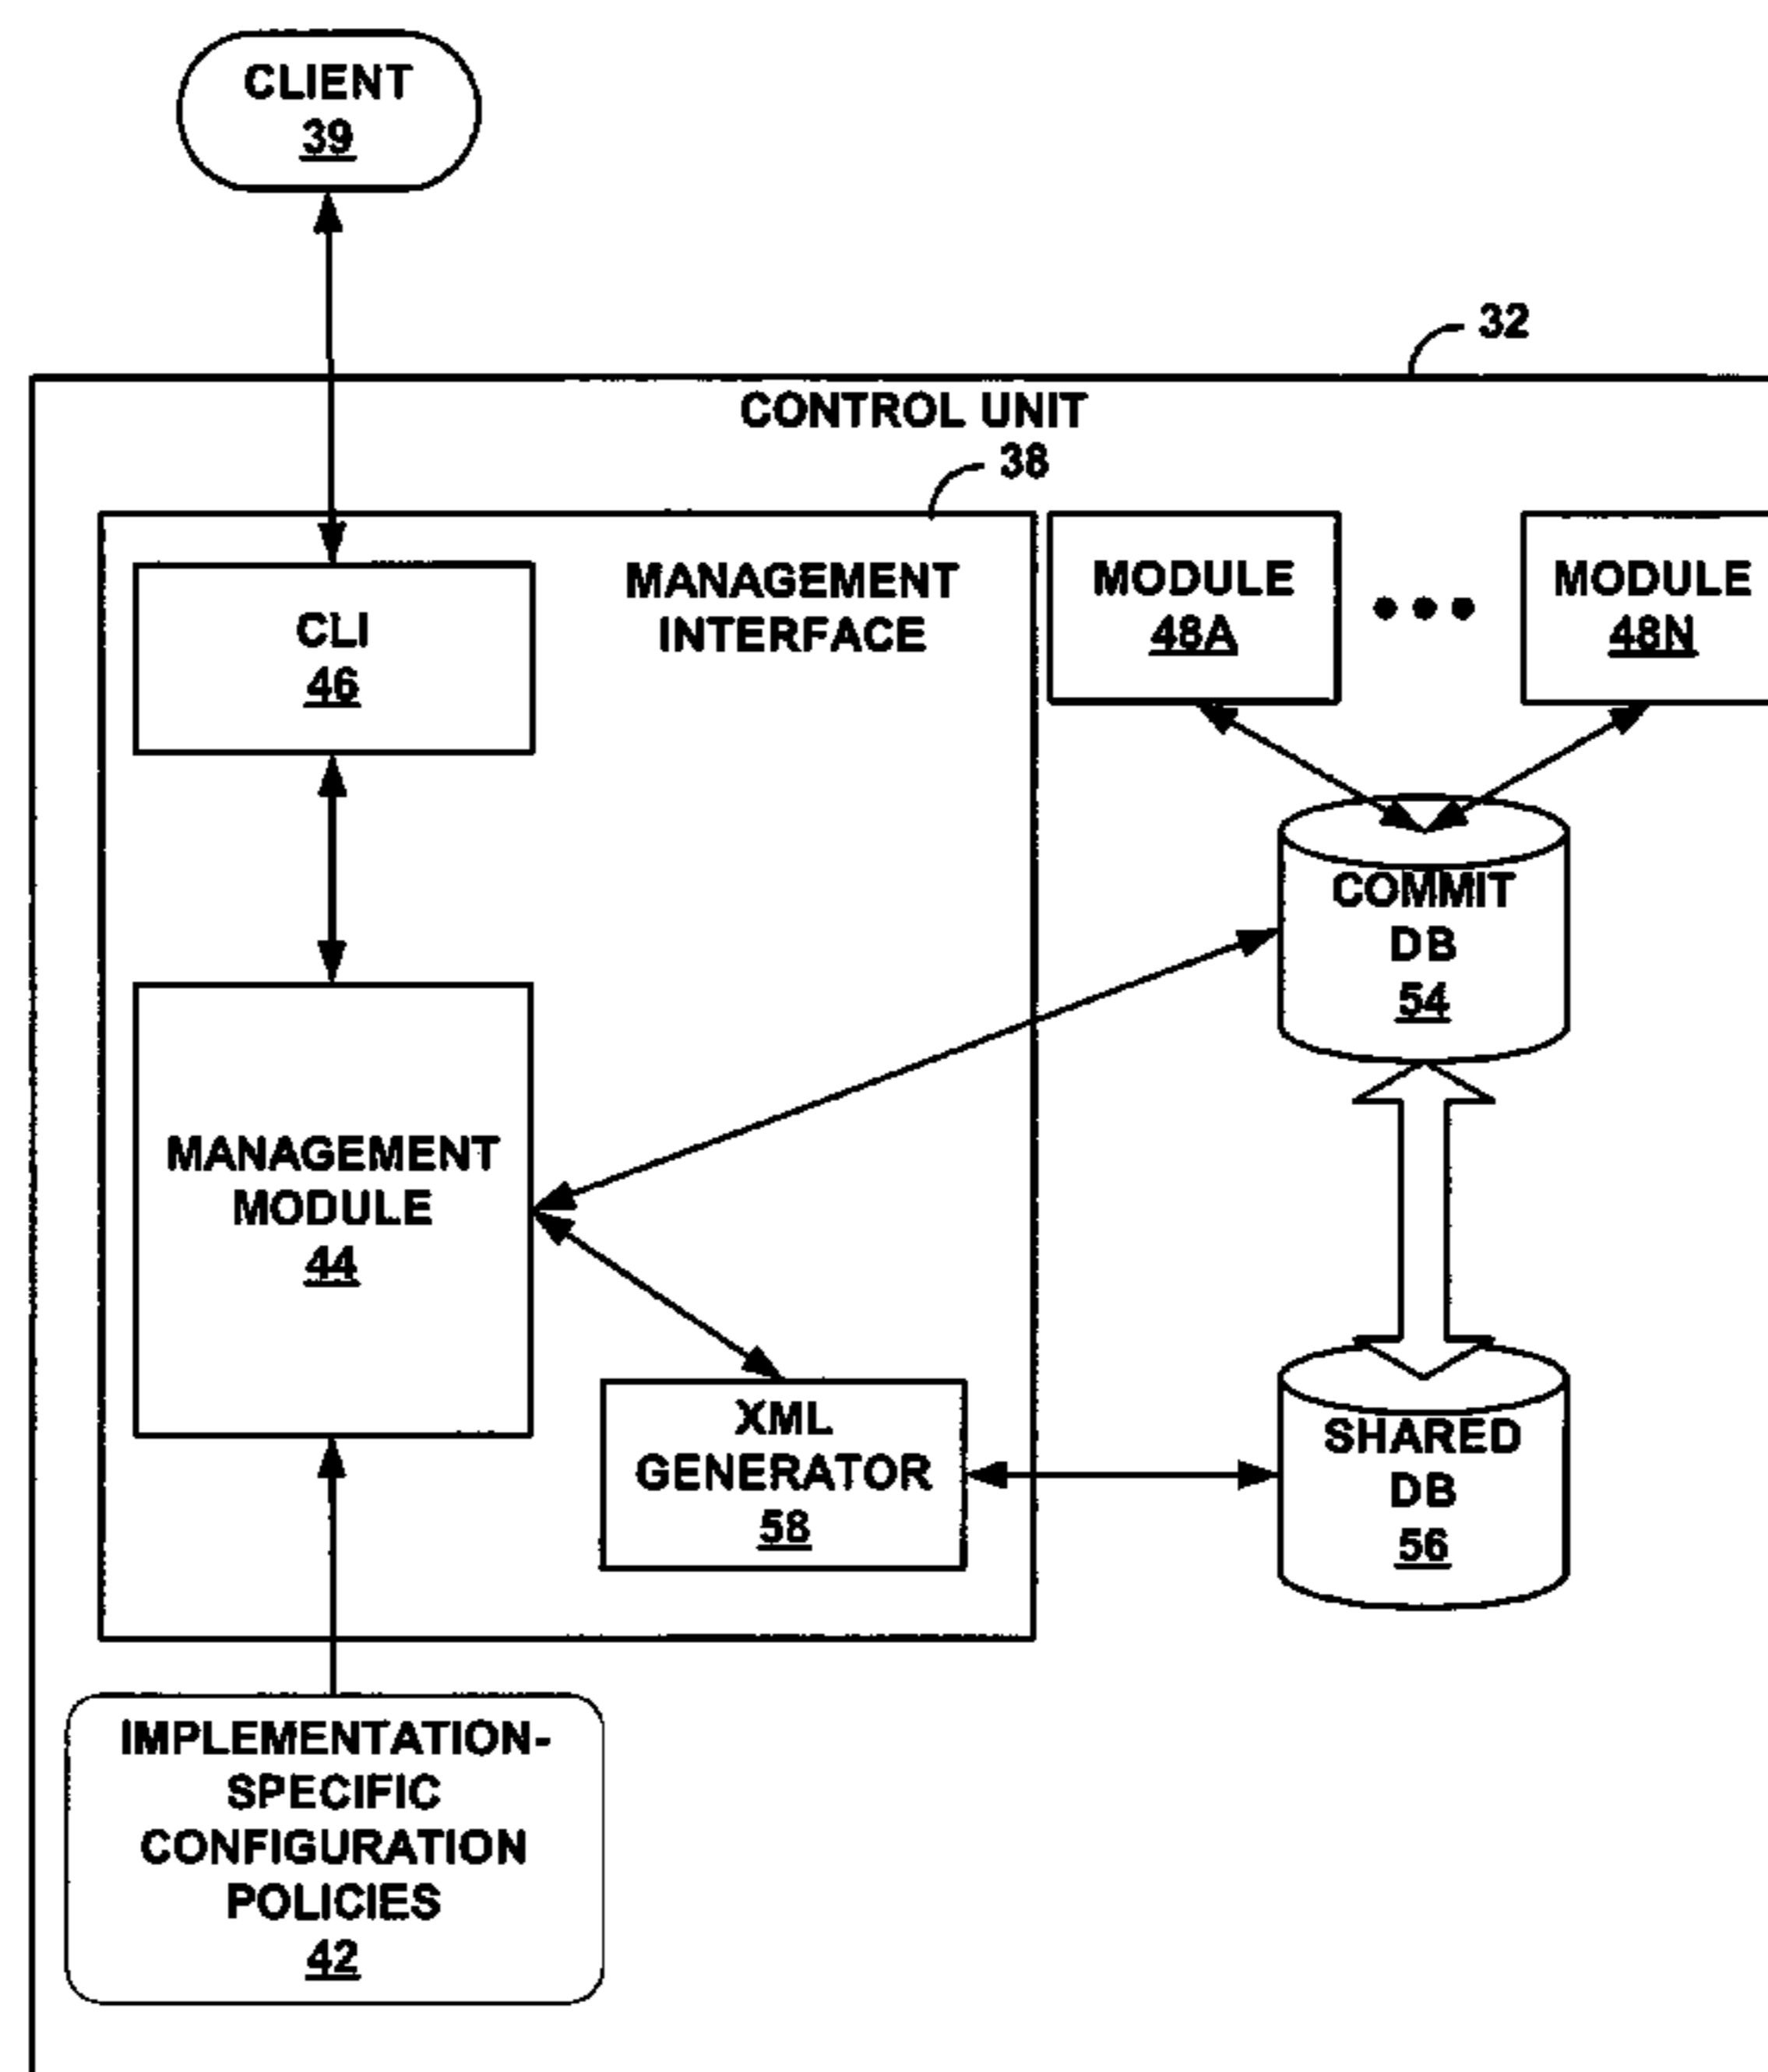 CLIENT
39
32
CONTROL UNIT
38
MANAGEMENT
INTERFACE
CLI
46
MODULE
48A
MODULE
48N
COMMIT
DB
54
MANAGEMENT
MODULE
44
XML
GENERATOR
58
SHARED
DB
56
IMPLEMENTATION-
SPECIFIC
CONFIGURATION
POLICIES
42